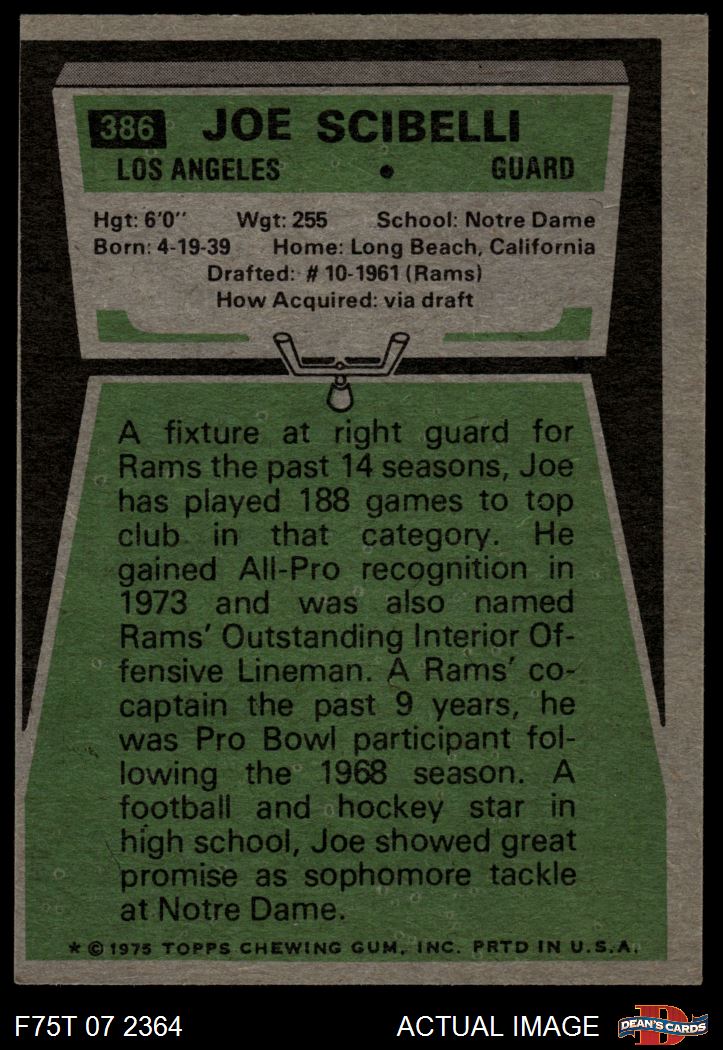 386 JOE SCIBELLI
LOS ANGELES • GUARD
Hgt: 6'0'' Wgt: 255 School: Notre Dame
Born: 4-19-39 Home: Long Beach, California
Drafted: # 10-1961 (Rams)
How Acquired: via draft
A fixture at right guard for
Rams the past 14 seasons, Joe
has played 188 games to top
club in that category. He
gained All-Pro recognition in
1973 and was also named
Rams' Outstanding Interior Of-
fensive Lineman. A Rams' co-
captain the past 9 years, he
was Pro Bowl participant fol-
lowing the 1968 season. A
football and hockey star in
high school, Joe showed great
promise as sophomore tackle
at Notre Dame.
* © 1975 TOPPS CHEWING GUM, INC. PRTD IN U.S.A.
F75T 07 2364 ACTUAL IMAGE D DEAN'S CARDS